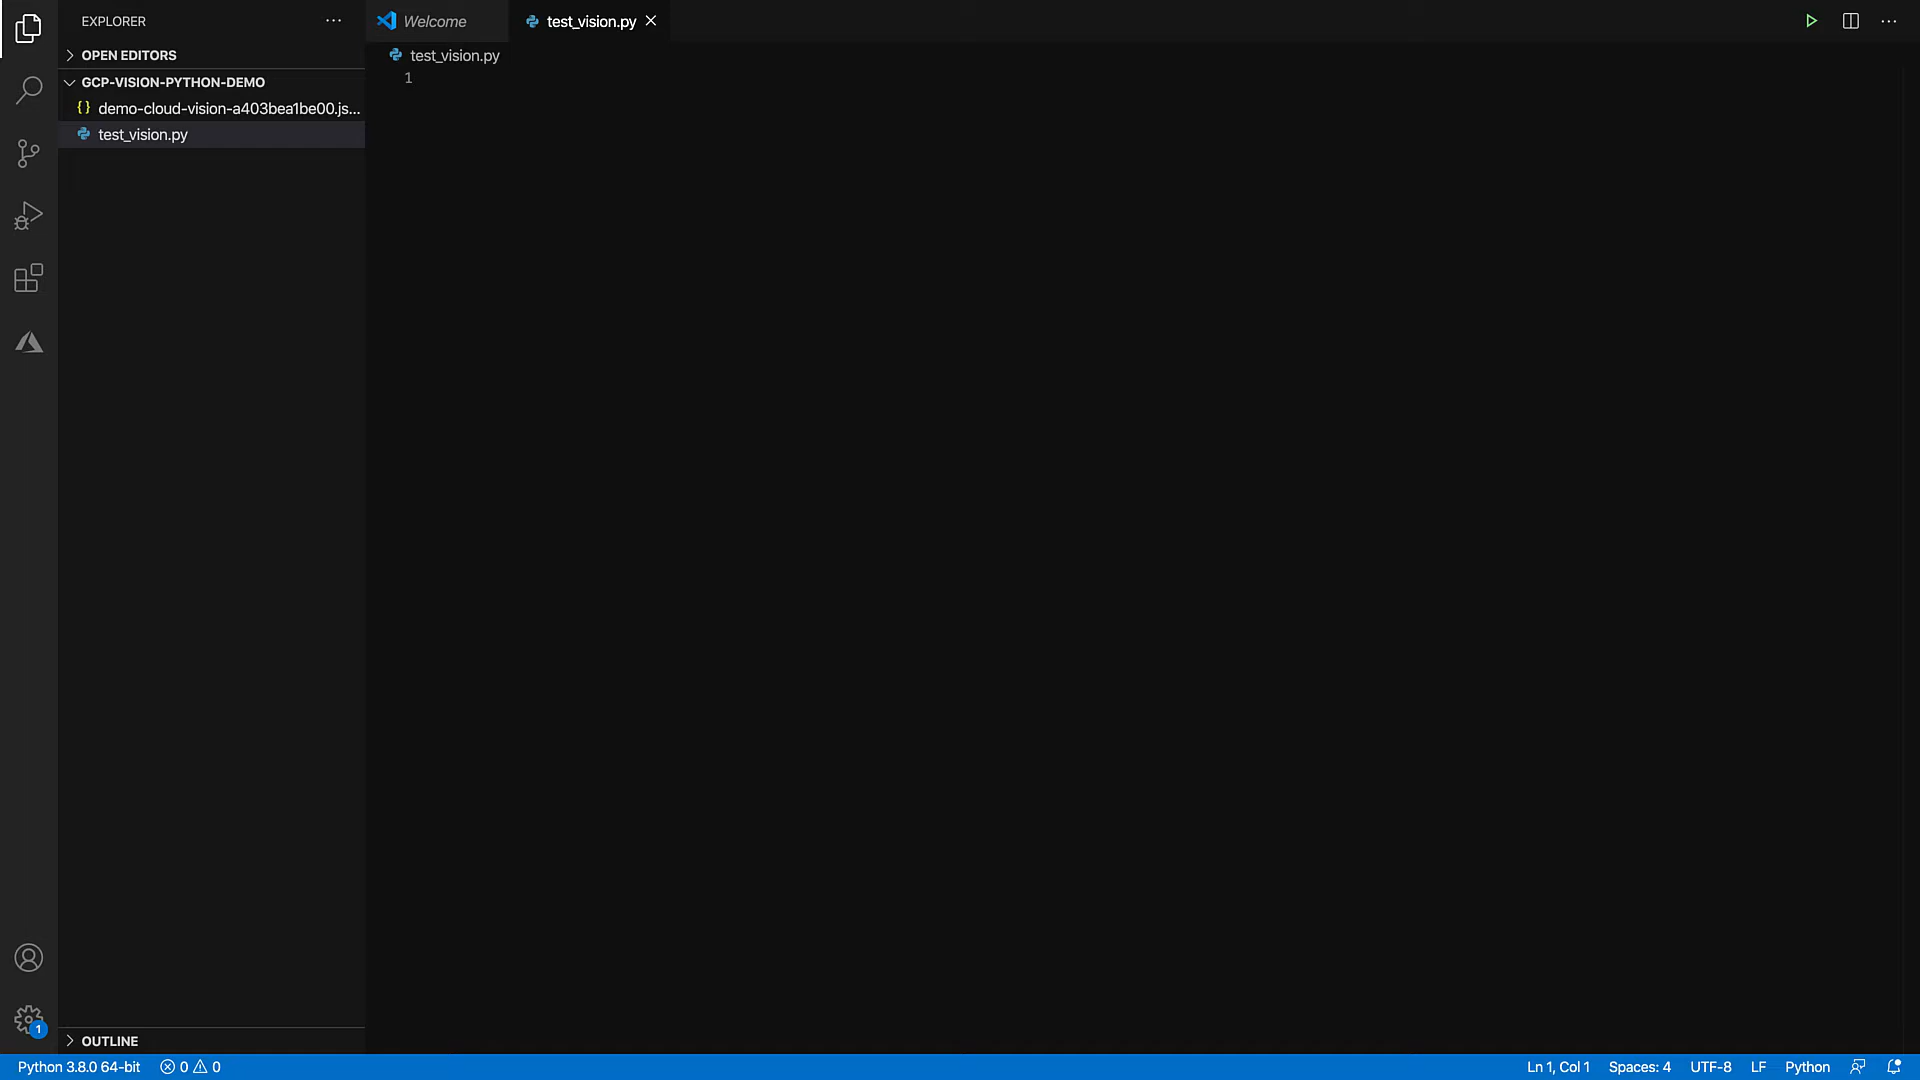 EXPLORER
Welcome
test_vision.py
OPEN EDITORS
test_vision.py
GCP-VISION-PYTHON-DEMO
1
{} demo-cloud-vision-a403bea1be00.js...
test_vision.py
1
OUTLINE
Python 3.8.0 64-bit
0
0
Ln 1, Col 1
Spaces: 4
UTF-8
LF
Python